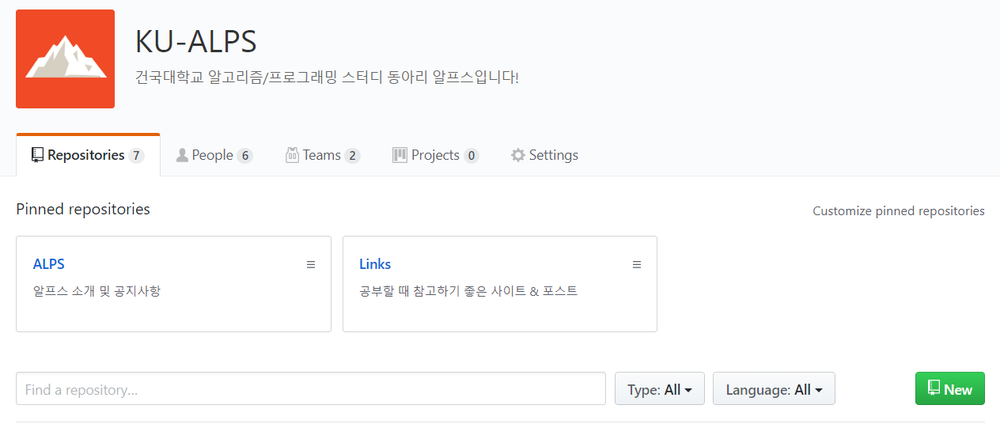 KU-ALPS
건국대학교 알고리즘/프로그래밍 스터디 동아리 알프스입니다!
Repositories 7 People 6 Teams 2 Projects 0 Settings
Pinned repositories Customize pinned repositories
ALPS Links
알프스 소개 및 공지사항 공부할 때 참고하기 좋은 사이트 & 포스트
Find a repository... Type: All Language: All New